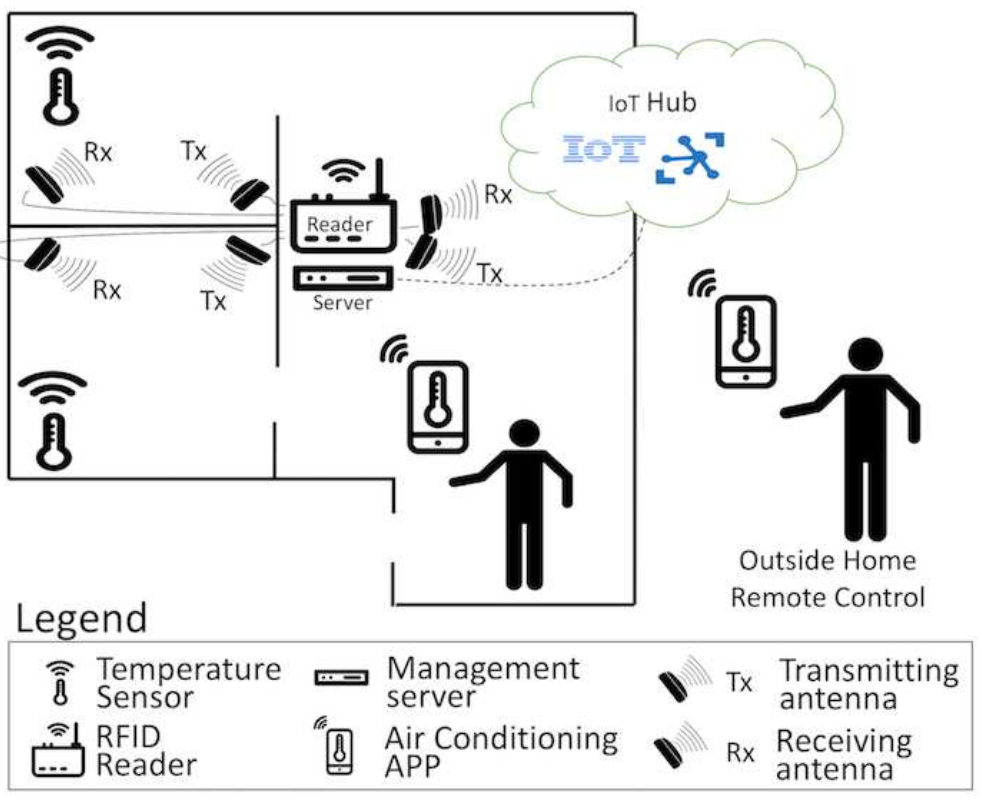 IoT Hub
IoT
Rx
Tx
Rx
Reader
Rx
Tx
Tx
Server
Outside Home
Remote Control
Legend
Temperature
Sensor
Management
server
Tx
Transmitting
antenna
RFID
Reader
Air Conditioning
APP
Rx
Receiving
antenna